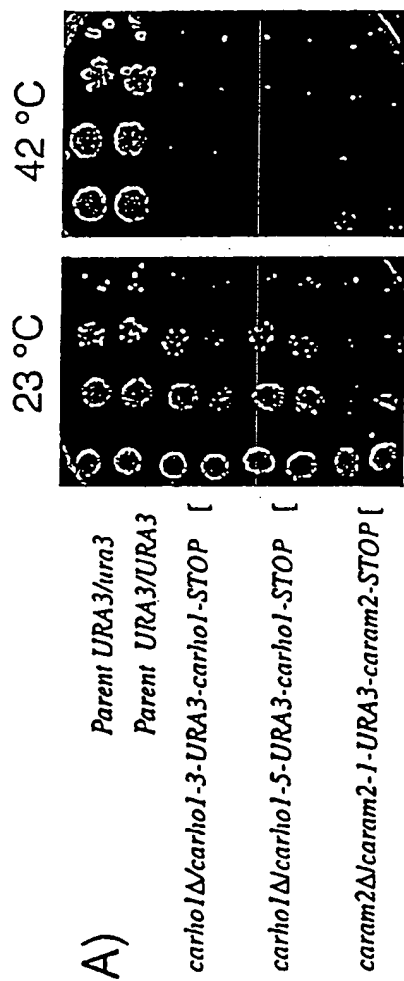 A)
23 °C
42 °C
Parent URA3/ura3
Parent URA3/URA3
carho1Δ/carho1-3-URA3-carho1-STOP [
carho1Δ/carho1-5-URA3-carho1-STOP [
caram2Δ/caram2-1-URA3-caram2-STOP [